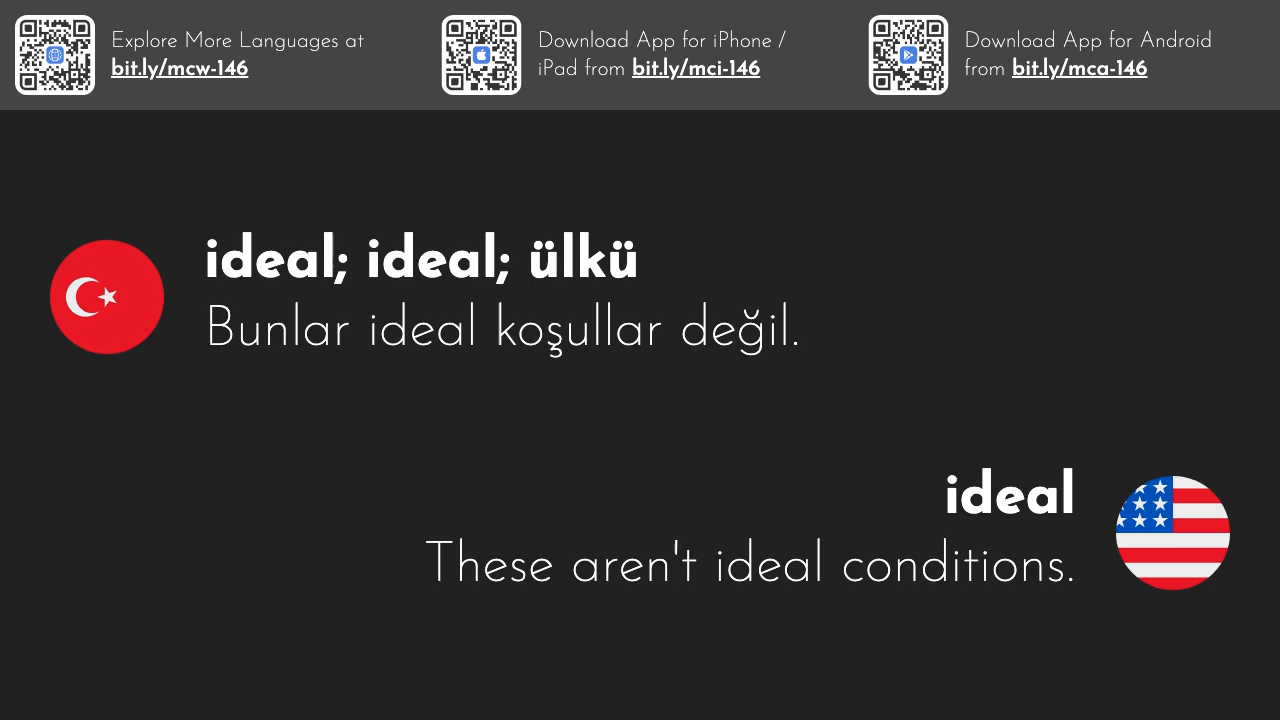 Explore More Languages at
bit.ly/mcw-146
Download App for iPhone /
iPad from bit.ly/mci-146
Download App for Android
from bit.ly/mca-146
ideal; ideal; ülkü
Bunlar ideal koşullar değil.
ideal
These aren't ideal conditions.